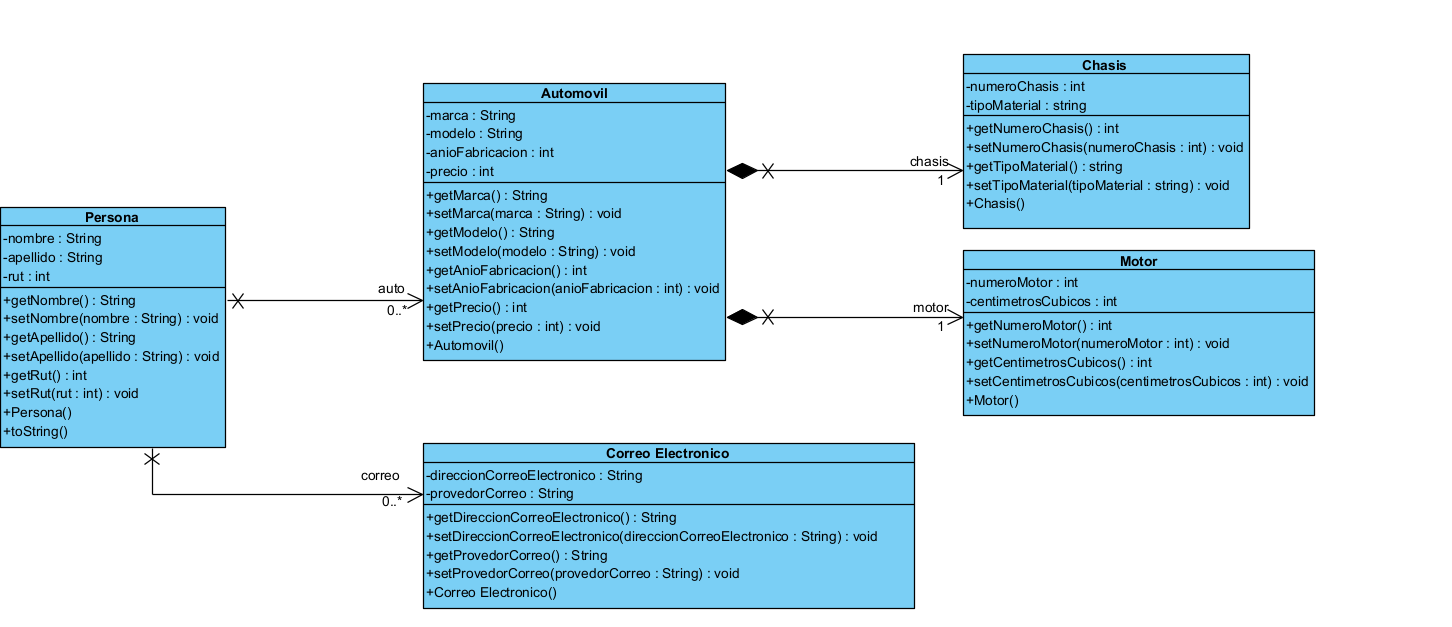 Persona
-nombre : String
-apellido : String
-rut : int
+getNombre() : String
+setNombre(nombre : String) : void
+getApellido() : String
+setApellido(apellido : String) : void
+getRut() : int
+setRut(rut : int) : void
+Persona()
+toString()
auto
0..*
correo
0..*
Automovil
-marca : String
-modelo : String
-anioFabricacion : int
-precio : int
+getMarca() : String
+setMarca(marca : String) : void
+getModelo() : String
+setModelo(modelo : String) : void
+getAnioFabricacion() : int
+setAnioFabricacion(anioFabricacion : int) : void
+getPrecio() : int
+setPrecio(precio : int) : void
+Automovil()
chasis
1
motor
1
Chasis
-numeroChasis : int
-tipoMaterial : string
+getNumeroChasis() : int
+setNumeroChasis(numeroChasis : int) : void
+getTipoMaterial() : string
+setTipoMaterial(tipoMaterial : string) : void
+Chasis()
Motor
-numeroMotor : int
-centimetrosCubicos : int
+getNumeroMotor() : int
+setNumeroMotor(numeroMotor : int) : void
+getCentimetrosCubicos() : int
+setCentimetrosCubicos(centimetrosCubicos : int) : void
+Motor()
Correo Electronico
-direccionCorreoElectronico : String
-provedorCorreo : String
+getDireccionCorreoElectronico() : String
+setDireccionCorreoElectronico(direccionCorreoElectronico : String) : void
+getProvedorCorreo() : String
+setProvedorCorreo(provedorCorreo : String) : void
+Correo Electronico()